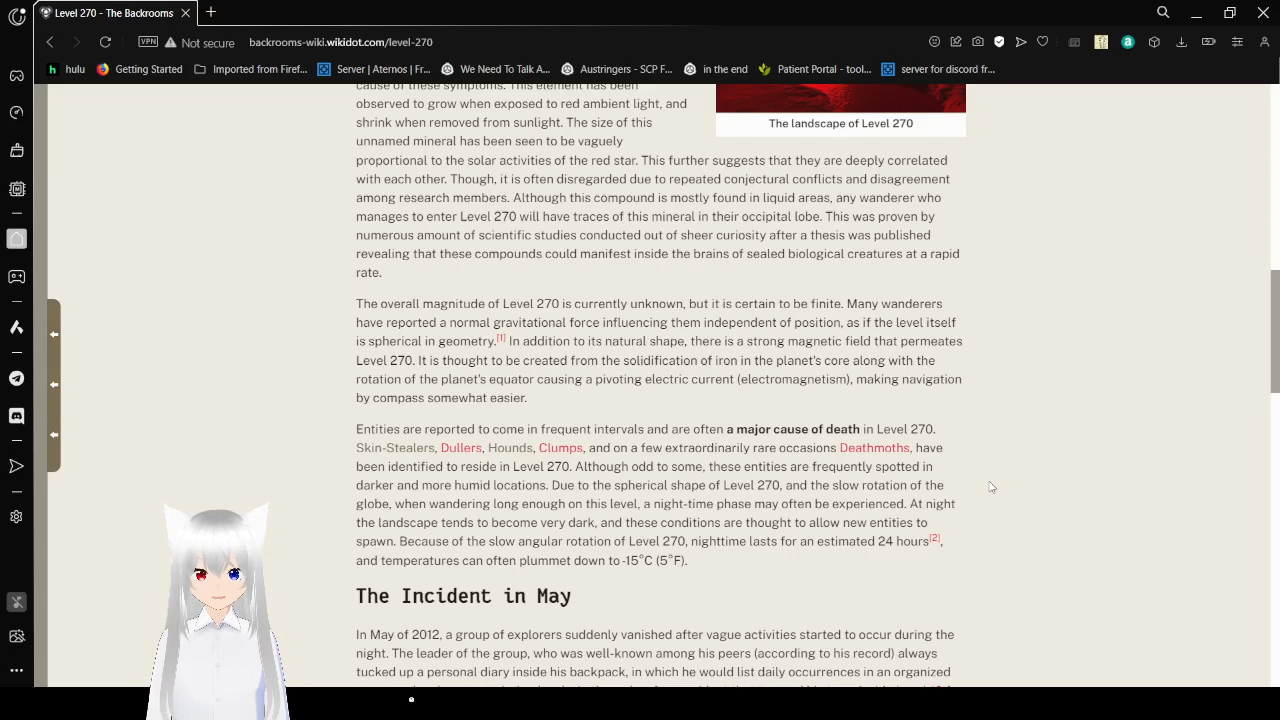 Level 270 - The Backrooms
VPN
Not secure
backrooms-wiki.wikidot.com/level-270
hulu
Getting Started
Imported from Firef...
Server | Aternos | Fr...
We Need To Talk A...
Austringers - SCP F...
in the end
Patient Portal - tool...
server for discord fr...
cause of these symptoms. This element has been
observed to grow when exposed to red ambient light, and
shrink when removed from sunlight. The size of this
unnamed mineral has been seen to be vaguely
The landscape of Level 270
proportional to the solar activities of the red star. This further suggests that they are deeply correlated
with each other. Though, it is often disregarded due to repeated conjectural conflicts and disagreement
among research members. Although this compound is mostly found in liquid areas, any wanderer who
manages to enter Level 270 will have traces of this mineral in their occipital lobe. This was proven by
numerous amount of scientific studies conducted out of sheer curiosity after a thesis was published
revealing that these compounds could manifest inside the brains of sealed biological creatures at a rapid
rate.
The overall magnitude of Level 270 is currently unknown, but it is certain to be finite. Many wanderers
have reported a normal gravitational force influencing them independent of position, as if the level itself
is spherical in geometry.[1] In addition to its natural shape, there is a strong magnetic field that permeates
Level 270. It is thought to be created from the solidification of iron in the planet's core along with the
rotation of the planet's equator causing a pivoting electric current (electromagnetism), making navigation
by compass somewhat easier.
Entities are reported to come in frequent intervals and are often a major cause of death in Level 270.
Skin-Stealers, Dullers, Hounds, Clumps, and on a few extraordinarily rare occasions Deathmoths, have
been identified to reside in Level 270. Although odd to some, these entities are frequently spotted in
darker and more humid locations. Due to the spherical shape of Level 270, and the slow rotation of the
globe, when wandering long enough on this level, a night-time phase may often be experienced. At night
the landscape tends to become very dark, and these conditions are thought to allow new entities to
spawn. Because of the slow angular rotation of Level 270, nighttime lasts for an estimated 24 hours[2],
and temperatures can often plummet down to -15°C (5°F).
The Incident in May
In May of 2012, a group of explorers suddenly vanished after vague activities started to occur during the
night. The leader of the group, who was well-known among his peers (according to his record) always
tucked up a personal diary inside his backpack, in which he would list daily occurrences in an organized